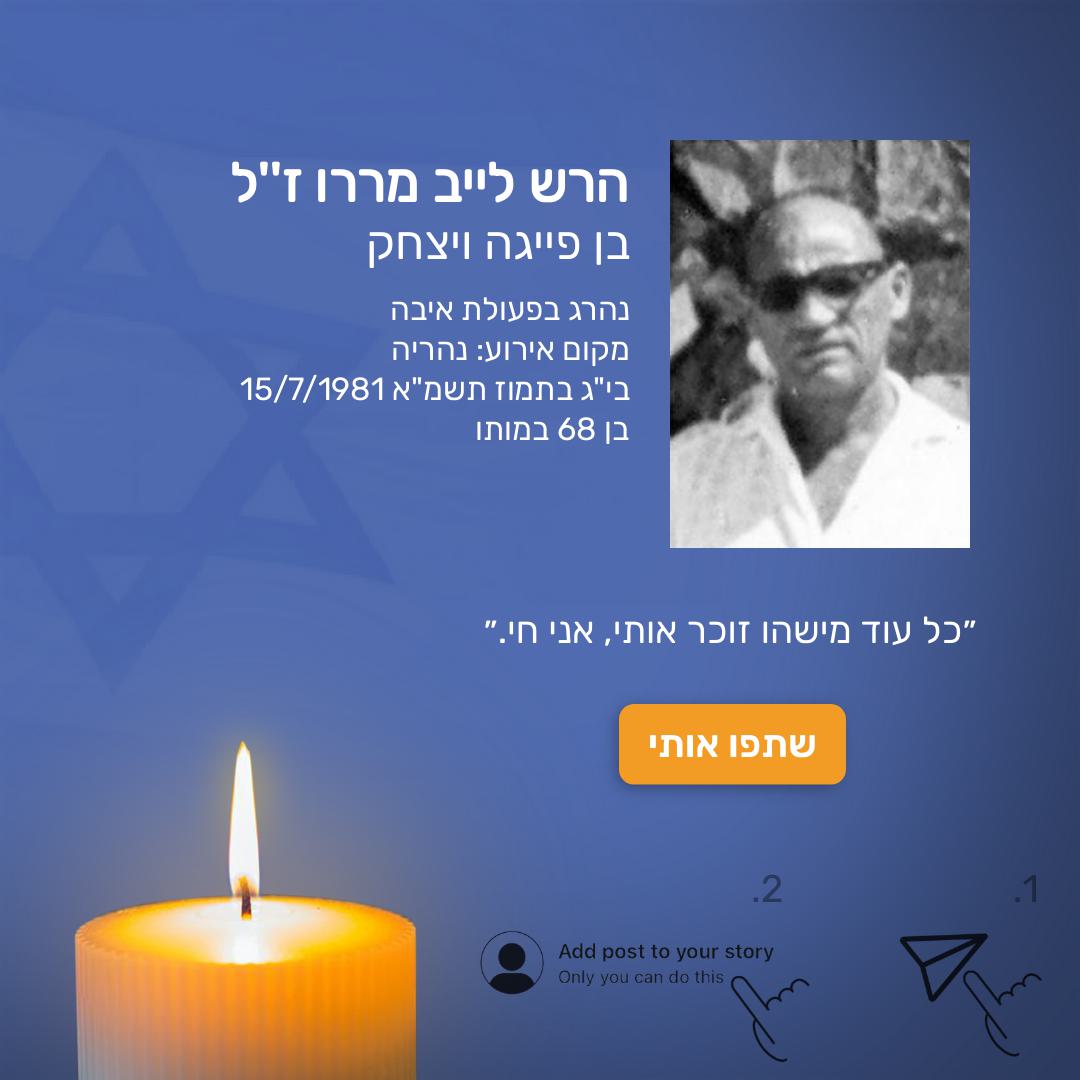 הרש לייב מררו ז"ל
בן פייגה ויצחק
נהרג בפעולת איבה
מקום אירוע: נהריה
בי"ג בתמוז תשמ"א 15/7/1981
בן 68 במותו
״כל עוד מישהו זוכר אותי, אני חי.״
שתפו אותי
.1
.2
Add post to your story
Only you can do this